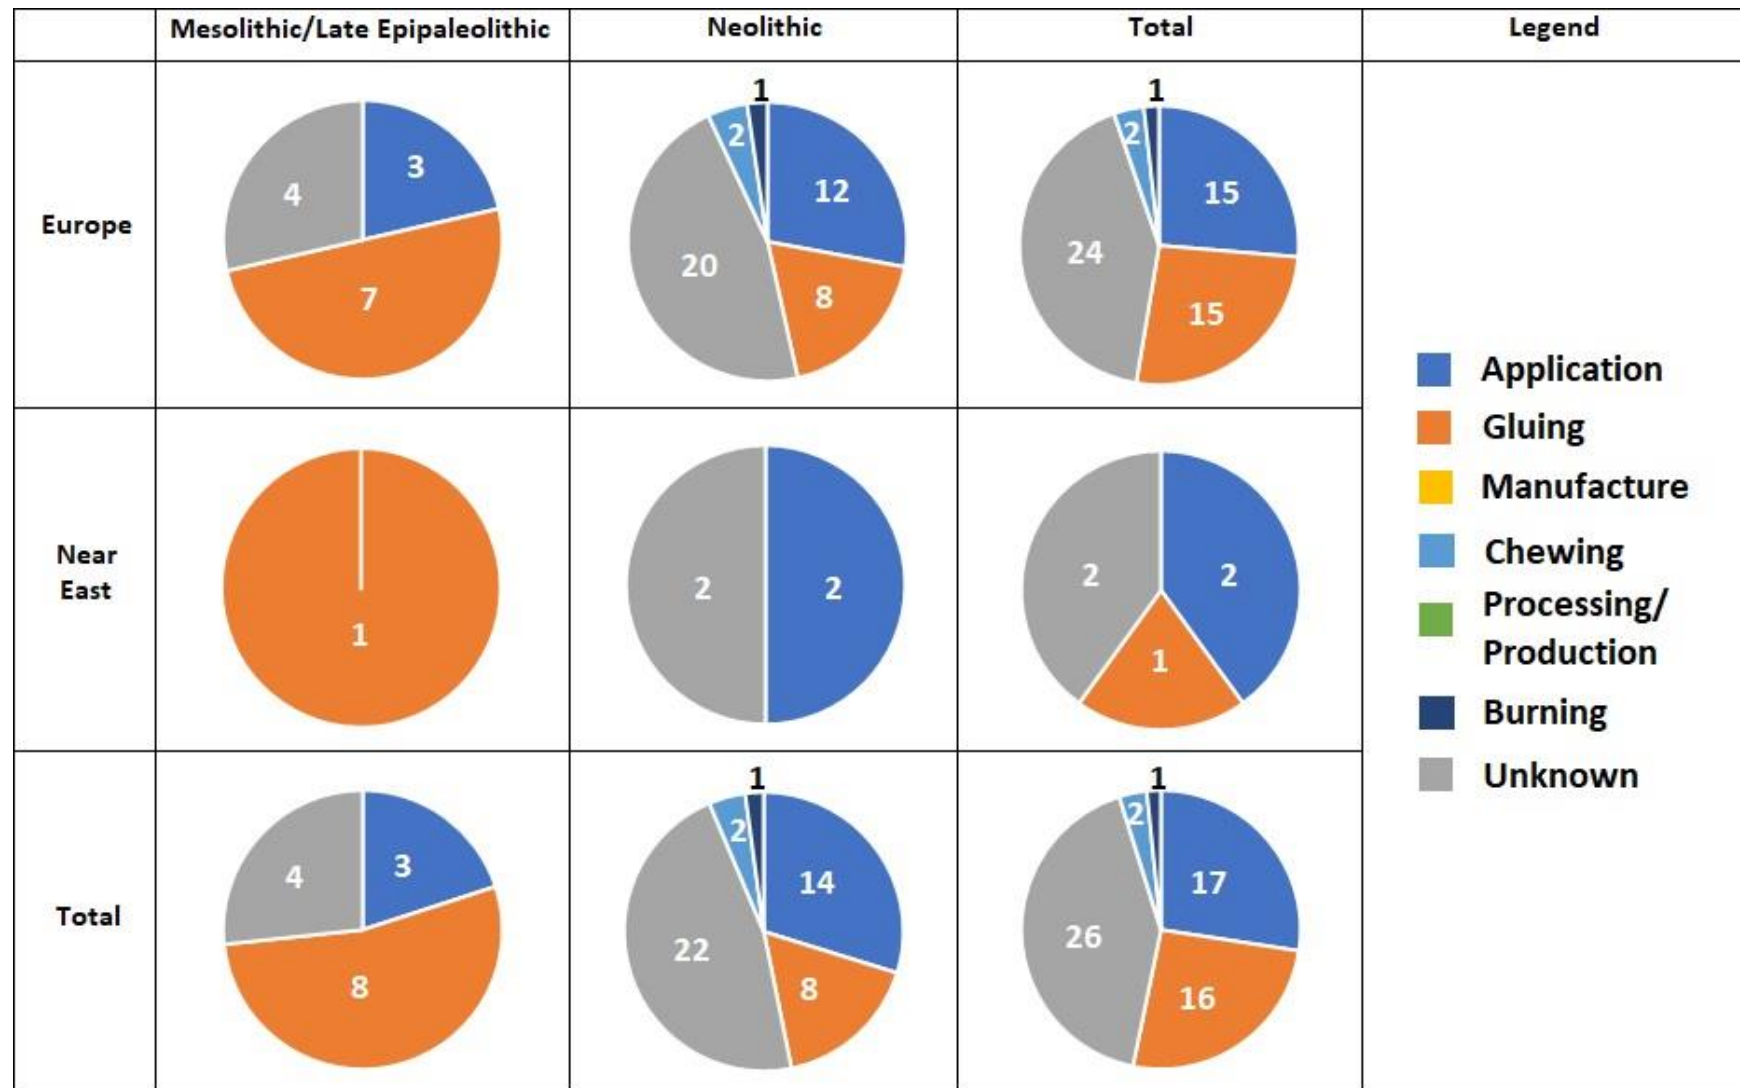 Mesolithic/Late Epipaleolithic
Neolithic
Total
Legend
Europe
3
7
4
1
2
12
20
8
1
2
15
24
15
Near
East
1
2
2
2
2
1
Total
3
4
8
1
2
14
22
8
1
2
17
26
16
Application
Gluing
Manufacture
Chewing
Processing/
Production
Burning
Unknown